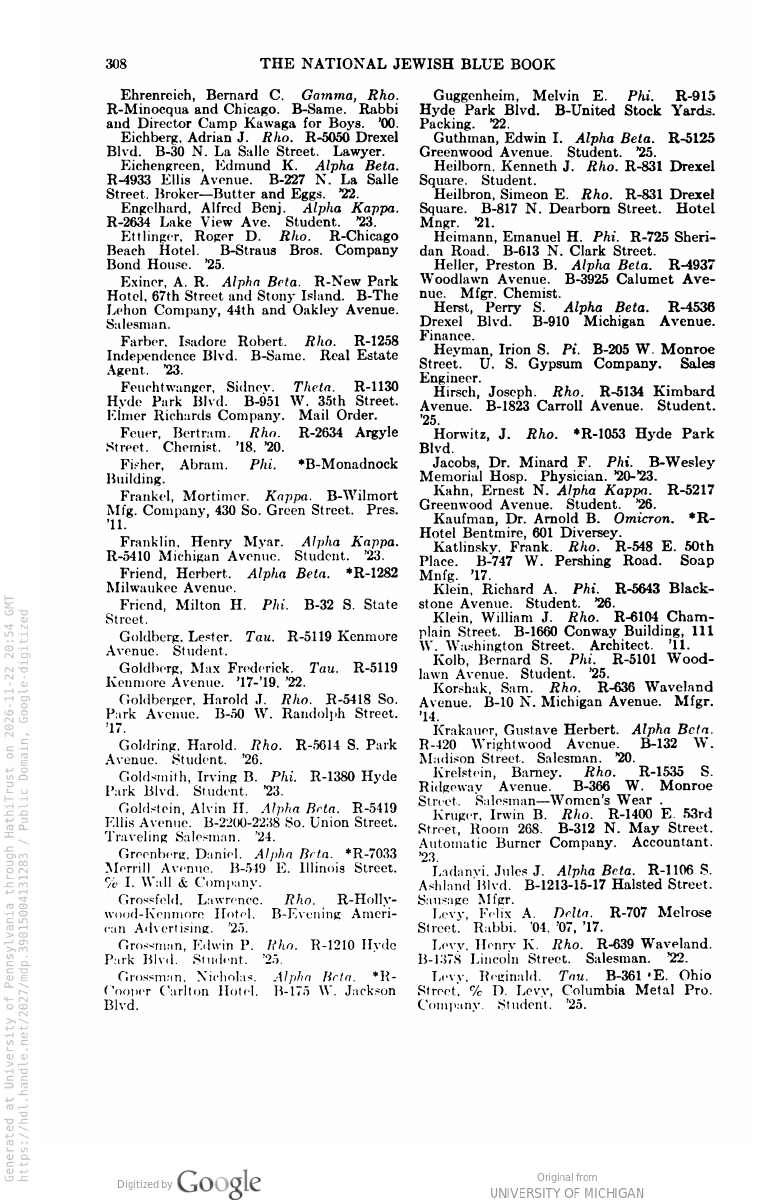 308
THE NATIONAL JEWISH BLUE BOOK
Ehrenreich, Bernard C. Gamma, Rho.
R-Minocqua and Chicago. B-Same. Rabbi
and Director Camp Kawaga for Boys. '00.
Eichberg, Adrian J. Rho. R-5050 Drexel
Blvd. B-30 N. La Salle Street. Lawyer.
Eichengreen, Edmund K. Alpha Beta.
R-4933 Ellis Avenue. B-227 N. La Salle
Street. Broker—Butter and Eggs. '22.
Engelhard, Alfred Benj. Alpha Kappa.
R-2634 Lake View Ave. Student. '23.
Ettlinger, Roger D. Rho. R-Chicago
Beach Hotel. B-Straus Bros. Company
Bond House. '25.
Exiner, A. R. Alpha Beta. R-New Park
Hotel, 67th Street and Stony Island. B-The
Lehon Company, 44th and Oakley Avenue.
Salesman.
Farber, Isadore Robert. Rho. R-1258
Independence Blvd. B-Same. Real Estate
Agent. '23.
Feuchtwanger, Sidney. Theta. R-1130
Hyde Park Blvd. B-951 W. 35th Street.
Elmer Richards Company. Mail Order.
Feuer, Bertram. Rho. R-2634 Argyle
Street. Chemist. '18, '20.
Fisher, Abram. Phi. *B-Monadnock
Building.
Frankel, Mortimer. Kappa. B-Wilmort
Mfg. Company, 430 So. Green Street. Pres.
'11.
Franklin, Henry Myar. Alpha Kappa.
R-5410 Michigan Avenue. Student. '23.
Friend, Herbert. Alpha Beta. *R-1282
Milwaukee Avenue.
Friend, Milton H. Phi. B-32 S. State
Street.
Goldberg, Lester. Tau. R-5119 Kenmore
Avenue. Student.
Goldberg, Max Frederick. Tau. R-5119
Kenmore Avenue. '17-'19, '22.
Goldberger, Harold J. Rho. R-5418 So.
Park Avenue. B-50 W. Randolph Street.
'17.
Goldring, Harold. Rho. R-5614 S. Park
Avenue. Student. '26.
Goldsmith, Irving B. Phi. R-1380 Hyde
Park Blvd. Student. '23.
Goldstein, Alvin H. Alpha Beta. R-5419
Ellis Avenue. B-2200-2238 So. Union Street.
Traveling Salesman. '24.
Greenberg, Daniel. Alpha Beta. *R-7033
Merrill Avenue. B-549 E. Illinois Street.
% I. Wall & Company.
Grossfeld, Lawrence. Rho. R-Holly-
wood-Kenmore Hotel. B-Evening Ameri-
can Advertising. '25.
Grossman, Edwin P. Rho. R-1210 Hyde
Park Blvd. Student. '25.
Grossman, Nicholas. Alpha Beta. *R-
Cooper Carlton Hotel. B-175 W. Jackson
Blvd.
Guggenheim, Melvin E. Phi. R-915
Hyde Park Blvd. B-United Stock Yards.
Packing. '22.
Guthman, Edwin I. Alpha Beta. R-5125
Greenwood Avenue. Student. '25.
Heilborn, Kenneth J. Rho. R-831 Drexel
Square. Student.
Heilbron, Simeon E. Rho. R-831 Drexel
Square. B-817 N. Dearborn Street. Hotel
Mngr. '21.
Heimann, Emanuel H. Phi. R-725 Sheri-
dan Road. B-613 N. Clark Street.
Heller, Preston B. Alpha Beta. R-4937
Woodlawn Avenue. B-3925 Calumet Ave-
nue. Mfgr. Chemist.
Herst, Perry S. Alpha Beta. R-4536
Drexel Blvd. B-910 Michigan Avenue.
Finance.
Heyman, Irion S. Pi. B-205 W. Monroe
Street. U. S. Gypsum Company. Sales
Engineer.
Hirsch, Joseph. Rho. R-5134 Kimbard
Avenue. B-1823 Carroll Avenue. Student.
'25.
Horwitz, J. Rho. *R-1053 Hyde Park
Blvd.
Jacobs, Dr. Minard F. Phi. B-Wesley
Memorial Hosp. Physician. '20-'23.
Kahn, Ernest N. Alpha Kappa. R-5217
Greenwood Avenue. Student. '26.
Kaufman, Dr. Arnold B. Omicron. *R-
Hotel Bentmire, 601 Diversey.
Katlinsky, Frank. Rho. R-548 E. 50th
Place. B-747 W. Pershing Road. Soap
Mnfg. '17.
Klein, Richard A. Phi. R-5643 Black-
stone Avenue. Student. '26.
Klein, William J. Rho. R-6104 Cham-
plain Street. B-1660 Conway Building, 111
W. Washington Street. Architect. '11.
Kolb, Bernard S. Phi. R-5101 Wood-
lawn Avenue. Student. '25.
Korshak, Sam. Rho. R-636 Waveland
Avenue. B-10 N. Michigan Avenue. Mfgr.
'14.
Krakauer, Gustave Herbert. Alpha Beta.
R-420 Wrightwood Avenue. B-132 W.
Madison Street. Salesman. '20.
Krelstein, Barney. Rho. R-1535 S.
Ridgeway Avenue. B-366 W. Monroe
Street. Salesman—Women's Wear .
Kruger, Irwin B. Rho. R-1400 E. 53rd
Street, Room 268. B-312 N. May Street.
Automatic Burner Company. Accountant.
'23.
Ladanyi, Jules J. Alpha Beta. R-1106 S.
Ashland Blvd. B-1213-15-17 Halsted Street.
Sausage Mfgr.
Levy, Felix A. Delta. R-707 Melrose
Street. Rabbi. '04, '07, '17.
Levy, Henry K. Rho. R-639 Waveland.
B-1378 Lincoln Street. Salesman. '22.
Levy, Reginald. Tau. B-361 E. Ohio
Street, % D. Levy, Columbia Metal Pro.
Company. Student. '25.
Generated at University of Pennsylvania through HathiTrust on 2026-11-22 20:54 GMT
https://hdl.handle.net/2027/mdp.39015004131283 / Public Domain, Google-digitized
Digitized by Google
Original from
UNIVERSITY OF MICHIGAN